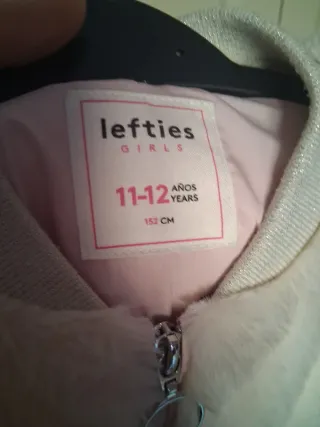 lefties
GIRLS
11-12 AÑOS
YEARS
152 CM